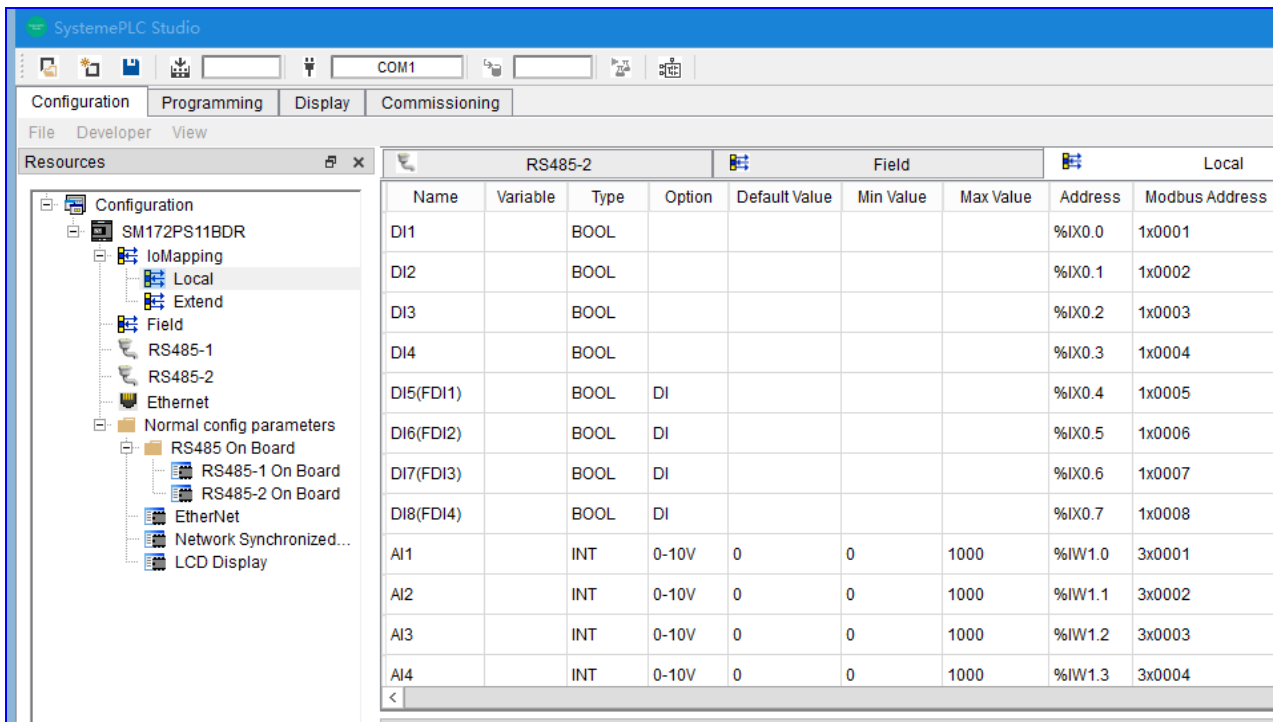 SystemePLC Studio
COM1
Configuration Programming Display Commissioning
File Developer View
Resources
RS485-2 Field Local
Configuration
SM172PS11BDR
IoMapping
Local
Extend
Field
RS485-1
RS485-2
Ethernet
Normal config parameters
RS485 On Board
RS485-1 On Board
RS485-2 On Board
EtherNet
Network Synchronized...
LCD Display
Name Variable Type Option Default Value Min Value Max Value Address Modbus Address
DI1 BOOL %IX0.0 1x0001
DI2 BOOL %IX0.1 1x0002
DI3 BOOL %IX0.2 1x0003
DI4 BOOL %IX0.3 1x0004
DI5(FDI1) BOOL DI %IX0.4 1x0005
DI6(FDI2) BOOL DI %IX0.5 1x0006
DI7(FDI3) BOOL DI %IX0.6 1x0007
DI8(FDI4) BOOL DI %IX0.7 1x0008
AI1 INT 0-10V 0 0 1000 %IW1.0 3x0001
AI2 INT 0-10V 0 0 1000 %IW1.1 3x0002
AI3 INT 0-10V 0 0 1000 %IW1.2 3x0003
AI4 INT 0-10V 0 0 1000 %IW1.3 3x0004